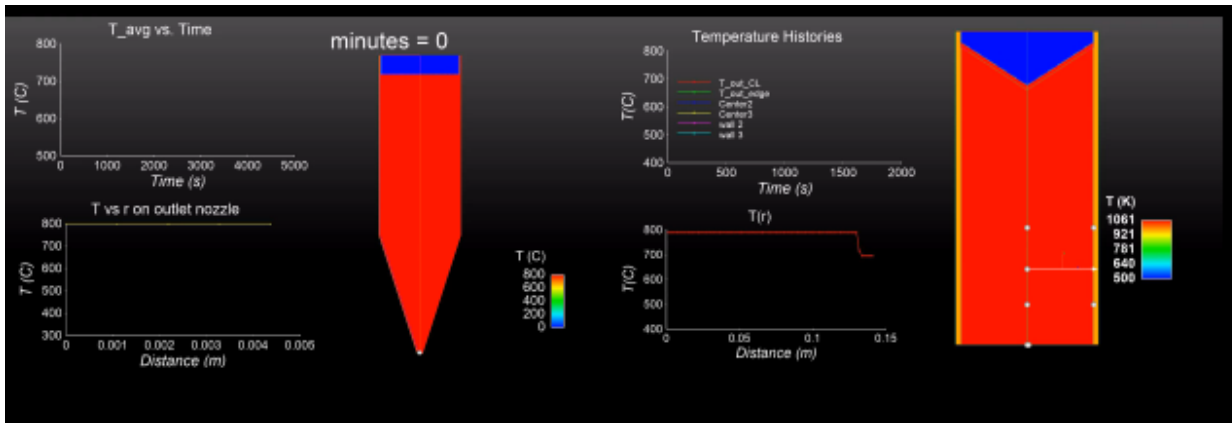 T_avg vs. Time
800
700
600
500
T (C)
0 1000 2000 3000 4000 5000
Time (s)
T vs r on outlet nozzle
800
700
600
500
400
300
T (C)
0 0.001 0.002 0.003 0.004 0.005
Distance (m)
minutes = 0
T (C)
800
600
400
200
0
Temperature Histories
800
700
600
500
400
T(C)
T_out_CL
T_out_edge
Center2
Center3
wall 2
wall 3
0 500 1000 1500 2000
Time (s)
T(r)
800
700
600
500
400
T(C)
0 0.05 0.1 0.15
Distance (m)
T (K)
1061
921
781
640
500